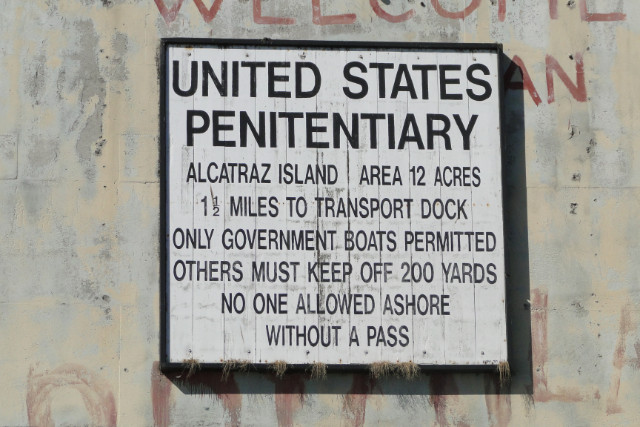 WELCOME
UNITED STATES
PENITENTIARY
ALCATRAZ ISLAND AREA 12 ACRES
1½ MILES TO TRANSPORT DOCK
ONLY GOVERNMENT BOATS PERMITTED
OTHERS MUST KEEP OFF 200 YARDS
NO ONE ALLOWED ASHORE
WITHOUT A PASS